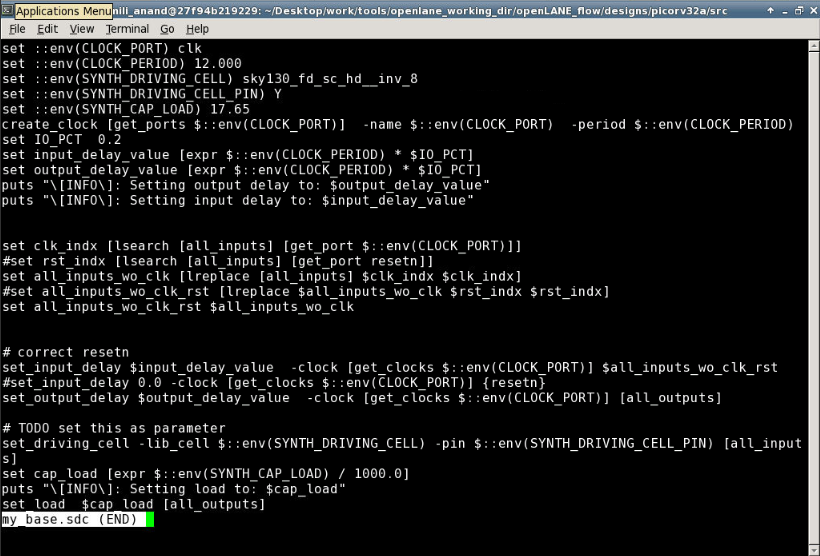 Applications Menu nili_anand@27f94b219229: ~/Desktop/work/tools/openlane_working_dir/openLANE_flow/designs/picorv32a/src
File Edit View Terminal Go Help
set ::env(CLOCK_PORT) clk
set ::env(CLOCK_PERIOD) 12.000
set ::env(SYNTH_DRIVING_CELL) sky130_fd_sc_hd__inv_8
set ::env(SYNTH_DRIVING_CELL_PIN) Y
set ::env(SYNTH_CAP_LOAD) 17.65
create_clock [get_ports $::env(CLOCK_PORT)]  -name $::env(CLOCK_PORT)  -period $::env(CLOCK_PERIOD)
set IO_PCT  0.2
set input_delay_value [expr $::env(CLOCK_PERIOD) * $IO_PCT]
set output_delay_value [expr $::env(CLOCK_PERIOD) * $IO_PCT]
puts "\[INFO\]: Setting output delay to: $output_delay_value"
puts "\[INFO\]: Setting input delay to: $input_delay_value"
set clk_indx [lsearch [all_inputs] [get_port $::env(CLOCK_PORT)]]
#set rst_indx [lsearch [all_inputs] [get_port resetn]]
set all_inputs_wo_clk [lreplace [all_inputs] $clk_indx $clk_indx]
#set all_inputs_wo_clk_rst [lreplace $all_inputs_wo_clk $rst_indx $rst_indx]
set all_inputs_wo_clk_rst $all_inputs_wo_clk
# correct resetn
set_input_delay $input_delay_value  -clock [get_clocks $::env(CLOCK_PORT)] $all_inputs_wo_clk_rst
#set_input_delay 0.0 -clock [get_clocks $::env(CLOCK_PORT)] {resetn}
set_output_delay $output_delay_value  -clock [get_clocks $::env(CLOCK_PORT)] [all_outputs]
# TODO set this as parameter
set_driving_cell -lib_cell $::env(SYNTH_DRIVING_CELL) -pin $::env(SYNTH_DRIVING_CELL_PIN) [all_input
s]
set cap_load [expr $::env(SYNTH_CAP_LOAD) / 1000.0]
puts "\[INFO\]: Setting load to: $cap_load"
set_load  $cap_load [all_outputs]
my_base.sdc (END)